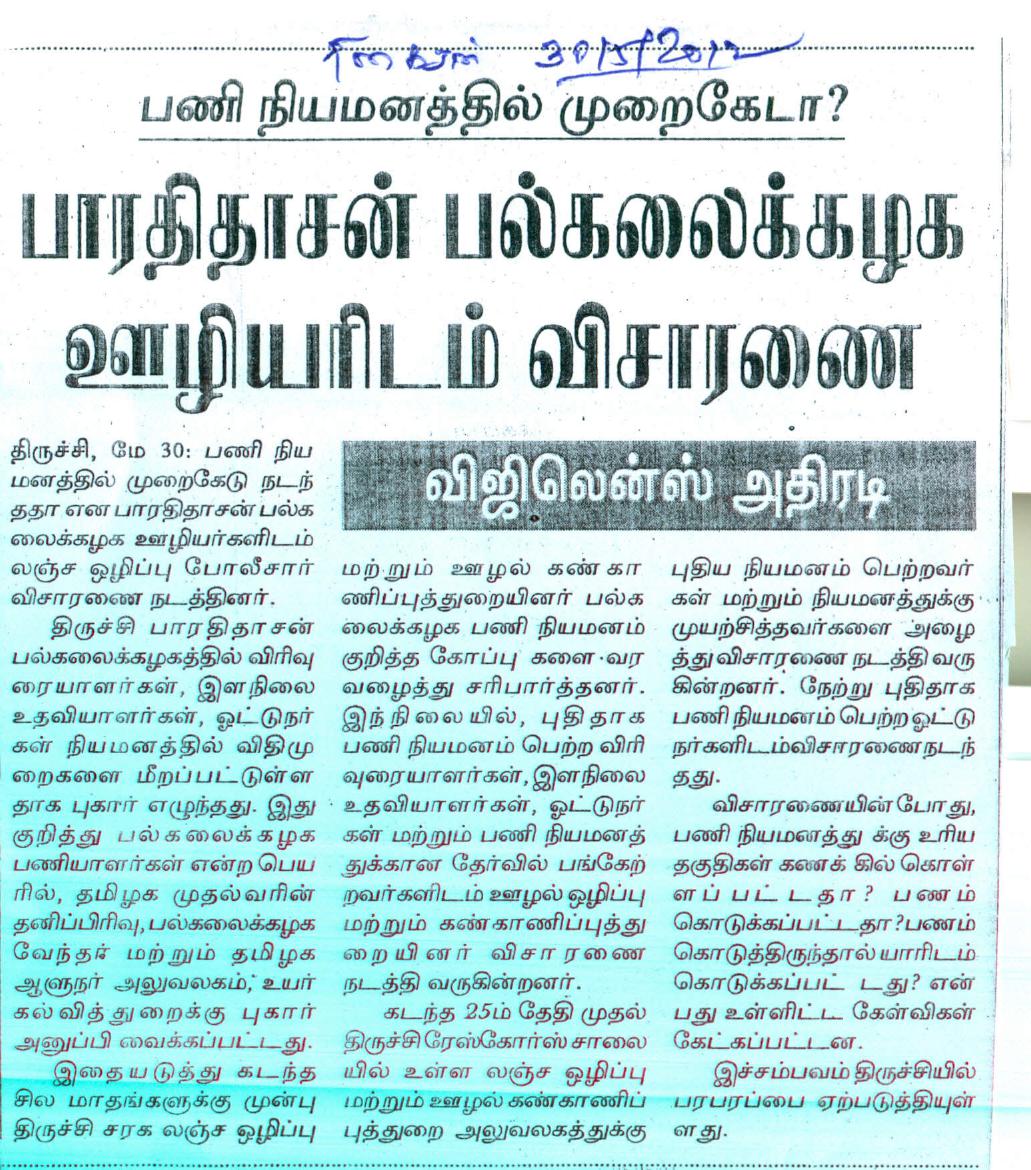 தினகரன் 30/5/2012
பணி நியமனத்தில் முறைகேடா?
பாரதிதாசன் பல்கலைக்கழக
ஊழியரிடம் விசாரணை
விஜிலென்ஸ் அதிரடி
திருச்சி, மே 30: பணி நிய
மனத்தில் முறைகேடு நடந்
ததா என பாரதிதாசன் பல்க
லைக்கழக ஊழியர்களிடம்
லஞ்ச ஒழிப்பு போலீசார்
விசாரணை நடத்தினர்.
திருச்சி பாரதிதாசன்
பல்கலைக்கழகத்தில் விரிவு
ரையாளர்கள், இளநிலை
உதவியாளர்கள், ஓட்டுநர்
கள் நியமனத்தில் விதிமு
றைகளை மீறப்பட்டுள்ள
தாக புகார் எழுந்தது. இது
குறித்து பல்கலைக்கழக
பணியாளர்கள் என்ற பெய
ரில், தமிழக முதல்வரின்
தனிப்பிரிவு, பல்கலைக்கழக
வேந்தர் மற்றும் தமிழக
ஆளுநர் அலுவலகம், உயர்
கல்வித்துறைக்கு புகார்
அனுப்பி வைக்கப்பட்டது.
இதையடுத்து கடந்த
சில மாதங்களுக்கு முன்பு
திருச்சி சரக லஞ்ச ஒழிப்பு
மற்றும் ஊழல் கண்கா
ணிப்புத்துறையினர் பல்க
லைக்கழக பணி நியமனம்
குறித்த கோப்பு களை வர
வழைத்து சரிபார்த்தனர்.
இந்நிலையில், புதிதாக
பணி நியமனம் பெற்ற விரி
வுரையாளர்கள், இளநிலை
உதவியாளர்கள், ஓட்டுநர்
கள் மற்றும் பணி நியமனத்
துக்கான தேர்வில் பங்கேற்
றவர்களிடம் ஊழல் ஒழிப்பு
மற்றும் கண்காணிப்புத்து
றையினர் விசாரணை
நடத்தி வருகின்றனர்.
கடந்த 25ம் தேதி முதல்
திருச்சி ரேஸ்கோர்ஸ் சாலை
யில் உள்ள லஞ்ச ஒழிப்பு
மற்றும் ஊழல் கண்காணிப்
புத்துறை அலுவலகத்துக்கு
புதிய நியமனம் பெற்றவர்
கள் மற்றும் நியமனத்துக்கு
முயற்சித்தவர்களை அழை
த்து விசாரணை நடத்தி வரு
கின்றனர். நேற்று புதிதாக
பணி நியமனம் பெற்ற ஓட்டு
நர்களிடம் விசாரணை நடந்
தது.
விசாரணையின்போது,
பணி நியமனத்து க்கு உரிய
தகுதிகள் கணக் கில் கொள்
ளப்பட்டதா? பணம்
கொடுக்கப்பட்டதா? பணம்
கொடுத்திருந்தால் யாரிடம்
கொடுக்கப்பட் டது? என்
பது உள்ளிட்ட கேள்விகள்
கேட்கப்பட்டன.
இச்சம்பவம் திருச்சியில்
பரபரப்பை ஏற்படுத்தியுள்
ளது.